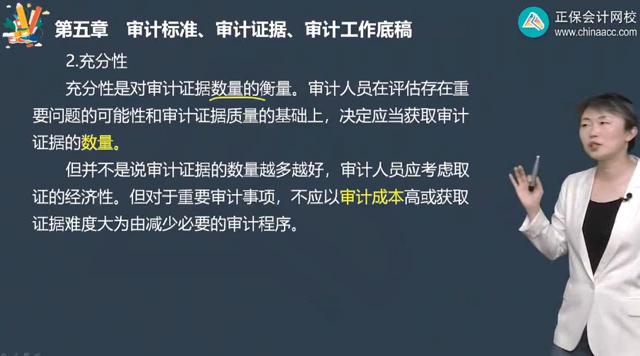 正保会计网校
www.chinaacc.com
第五章 审计标准、审计证据、审计工作底稿
2.充分性
充分性是对审计证据数量的衡量。审计人员在评估存在重
要问题的可能性和审计证据质量的基础上，决定应当获取审计
证据的数量。
但并不是说审计证据的数量越多越好，审计人员应考虑取
证的经济性。但对于重要审计事项，不应以审计成本高或获取
证据难度大为由减少必要的审计程序。